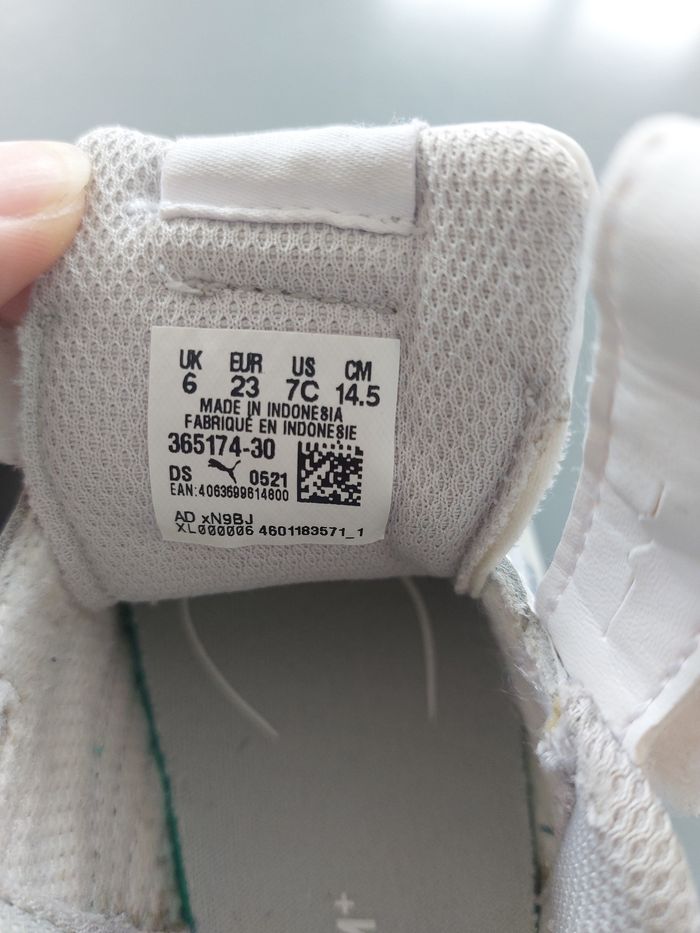 UK EUR US CM
6 23 7C 14.5
MADE IN INDONESIA
FABRIQUÉ EN INDONESIE
365174-30
DS 0521
EAN:4063699614800
AD xN9BJ
XL000006 4601183571_1